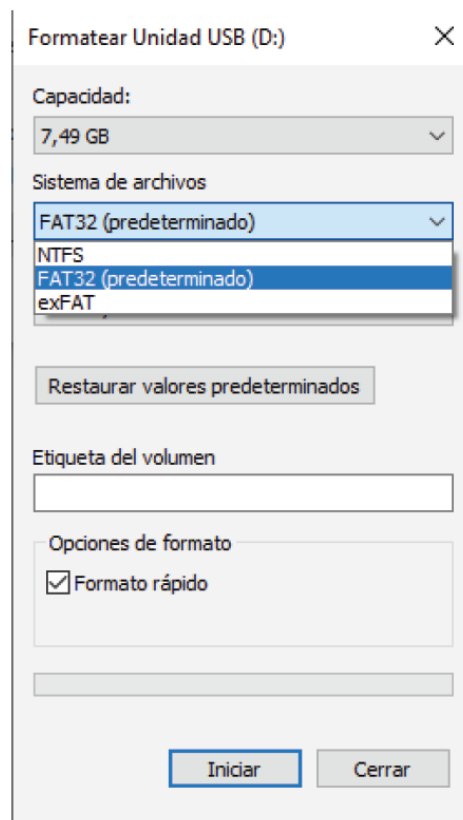 Formatear Unidad USB (D:)
Capacidad:
7,49 GB
Sistema de archivos
FAT32 (predeterminado)
NTFS
FAT32 (predeterminado)
exFAT
Restaurar valores predeterminados
Etiqueta del volumen
Opciones de formato
Formato rápido
Iniciar
Cerrar